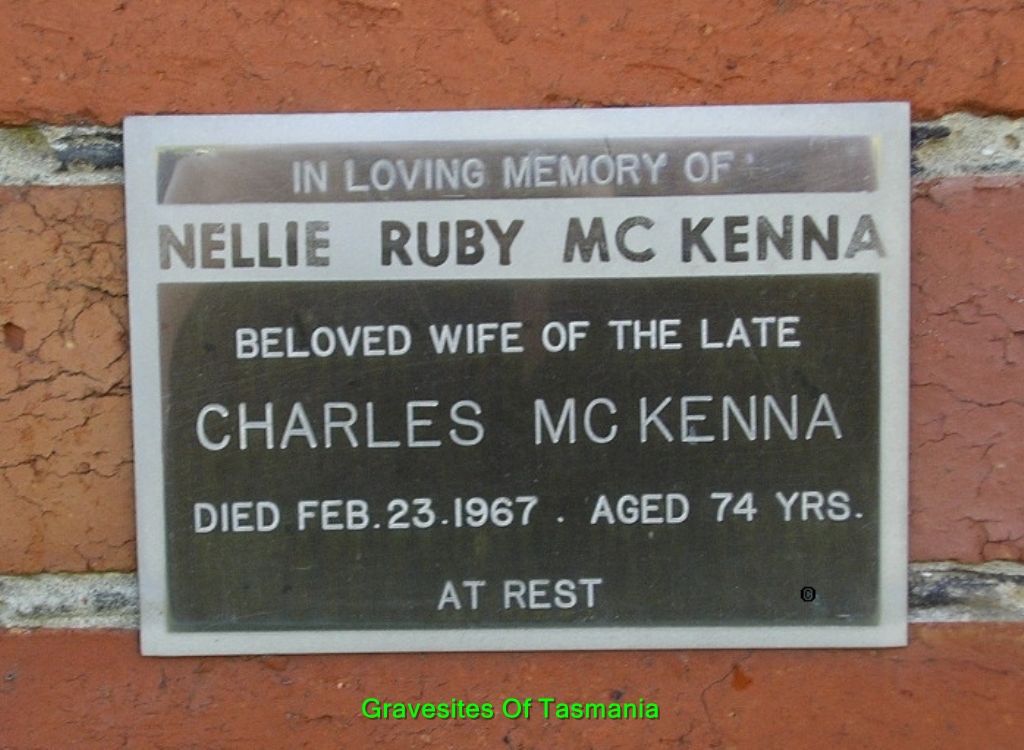 IN LOVING MEMORY OF
NELLIE RUBY MC KENNA
BELOVED WIFE OF THE LATE
CHARLES MC KENNA
DIED FEB. 23. 1967 . AGED 74 YRS.
AT REST
©
Gravesites Of Tasmania